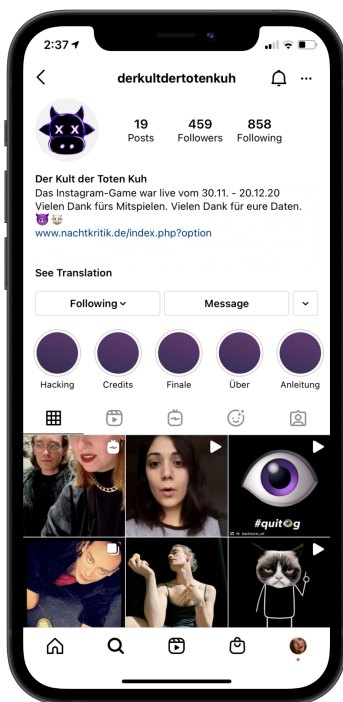 2:37
derkultdertotenkuh
19 459 858
Posts Followers Following
Der Kult der Toten Kuh
Das Instagram-Game war live vom 30.11. - 20.12.20
Vielen Dank fürs Mitspielen. Vielen Dank für eure Daten.
www.nachtkritik.de/index.php?option
See Translation
Following Message
Hacking Credits Finale Über Anleitung
#quitog